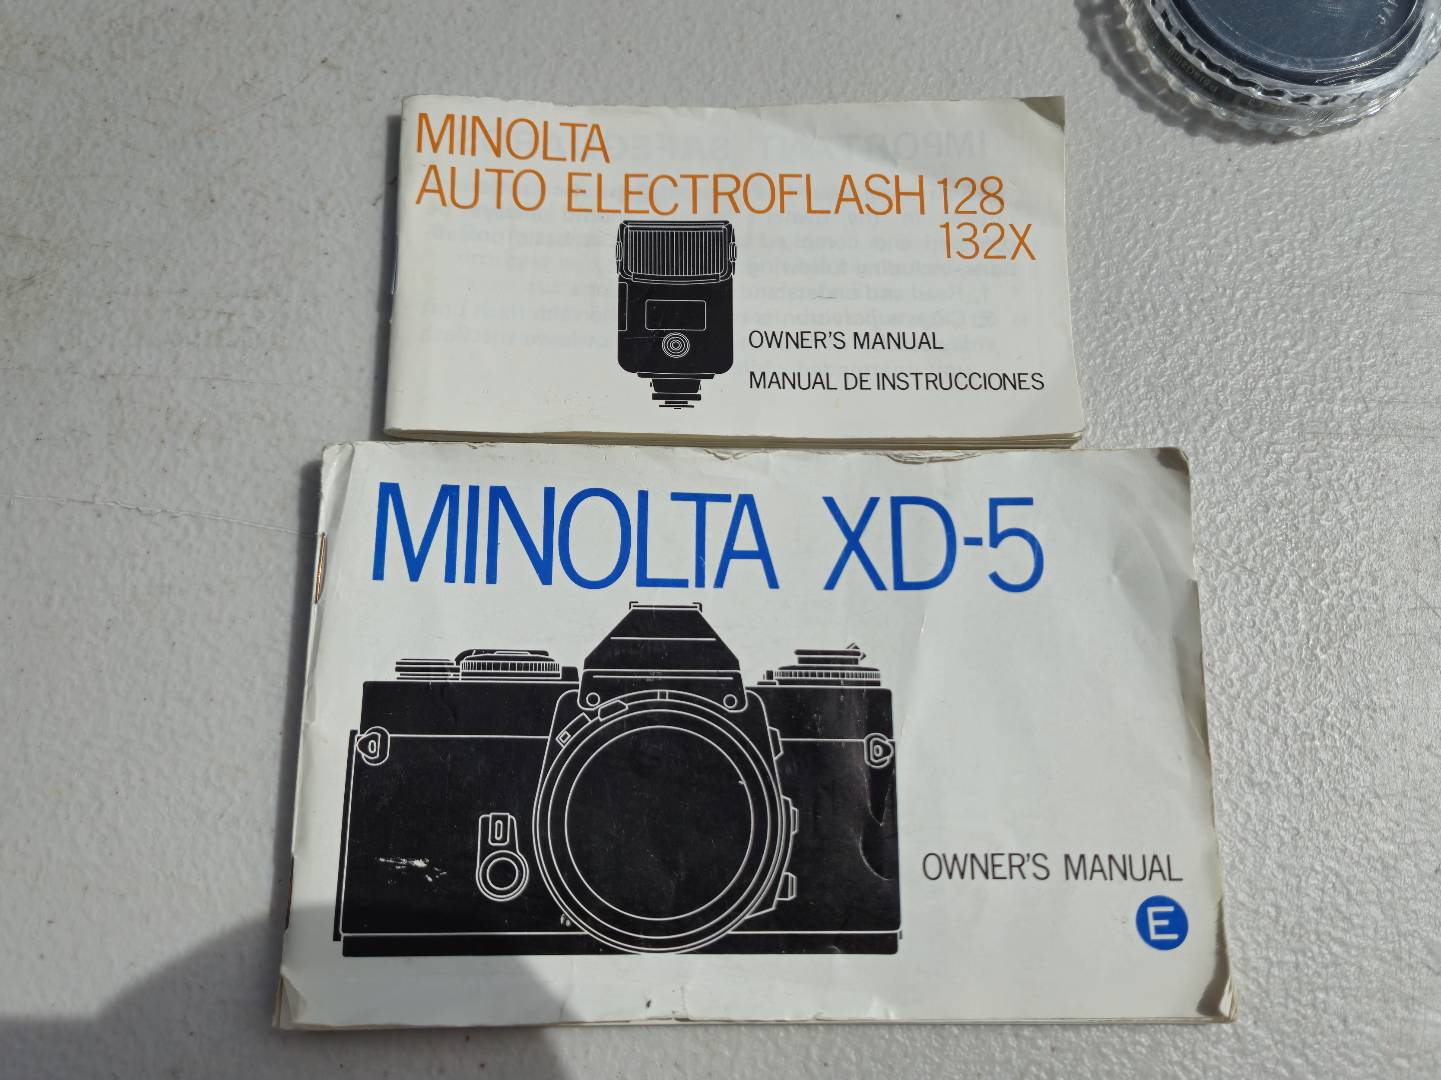 MINOLTA
AUTO ELECTROFLASH 128
132X
OWNER'S MANUAL
MANUAL DE INSTRUCCIONES
MINOLTA XD-5
OWNER'S MANUAL
E